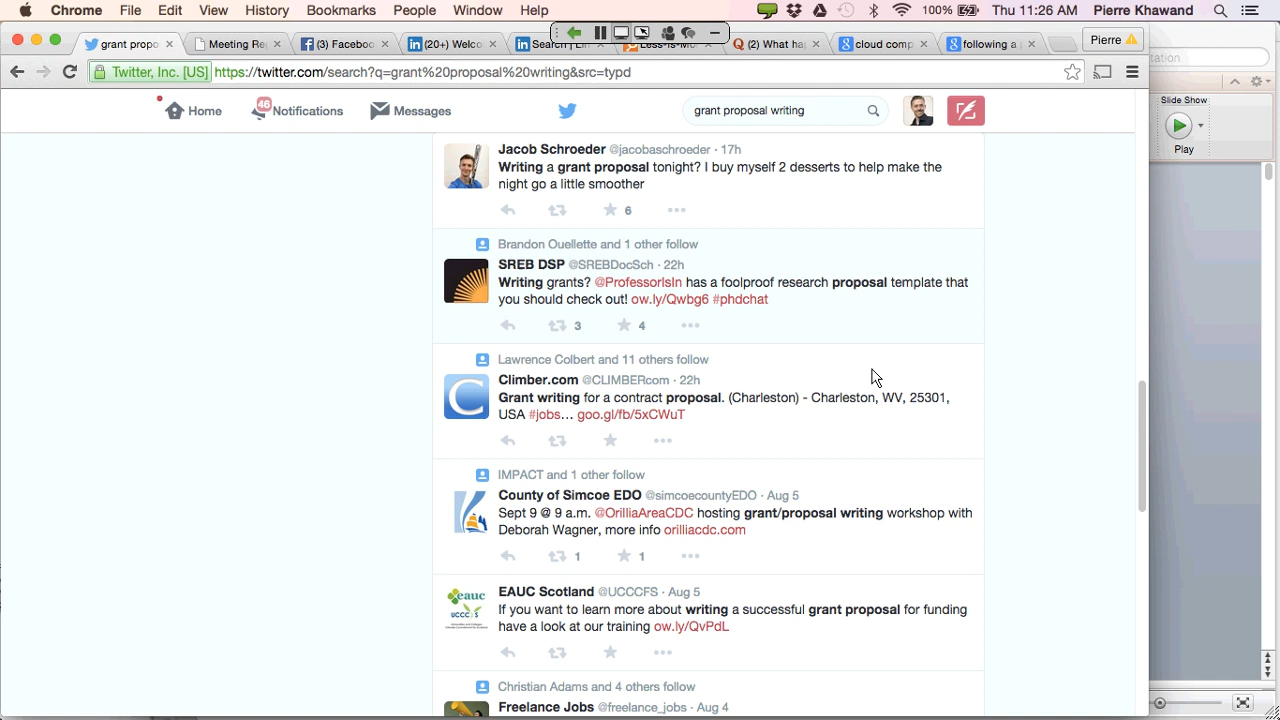 Chrome File Edit View History Bookmarks People Window Help 100% Thu 11:26 AM Pierre Khawand
grant propo × Meeting Re × (3) Facebo × (20+) Welco × Search | Lin Less-is-Mo (2) What ha × cloud comp × following a × Pierre
Twitter, Inc. [US] https://twitter.com/search?q=grant%20proposal%20writing&src=typd
Home 46 Notifications Messages grant proposal writing
Slide Show
Play
Jacob Schroeder @jacobaschroeder · 17h
Writing a grant proposal tonight? I buy myself 2 desserts to help make the
night go a little smoother
6
Brandon Ouellette and 1 other follow
SREB DSP @SREBDocSch · 22h
Writing grants? @ProfessorIsIn has a foolproof research proposal template that
you should check out! ow.ly/Qwbg6 #phdchat
3 4
Lawrence Colbert and 11 others follow
C
Climber.com @CLIMBERcom · 22h
Grant writing for a contract proposal. (Charleston) - Charleston, WV, 25301,
USA #jobs… goo.gl/fb/5xCWuT
IMPACT and 1 other follow
County of Simcoe EDO @simcoecountyEDO · Aug 5
Sept 9 @ 9 a.m. @OrilliaAreaCDC hosting grant/proposal writing workshop with
Deborah Wagner, more info orilliacdc.com
1 1
eauc
UCCCFS
EAUC Scotland @UCCCFS · Aug 5
If you want to learn more about writing a successful grant proposal for funding
have a look at our training ow.ly/QvPdL
Christian Adams and 4 others follow
Freelance Jobs @freelance_jobs · Aug 4